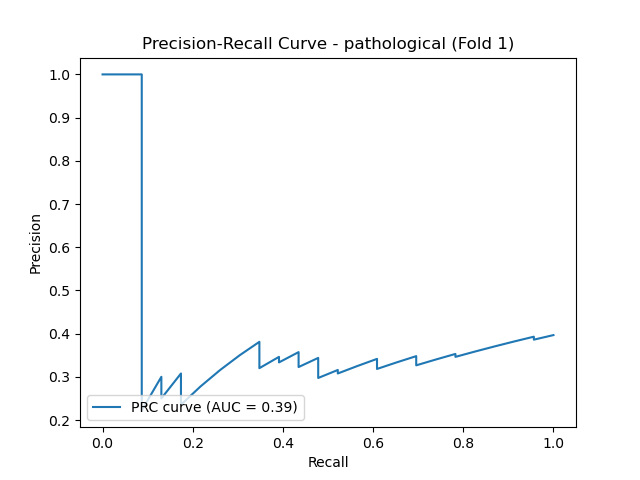 Precision-Recall Curve - pathological (Fold 1)
1.0
0.9
0.8
0.7
0.6
0.5
0.4
0.3
0.2
Precision
PRC curve (AUC = 0.39)
0.0 0.2 0.4 0.6 0.8 1.0
Recall